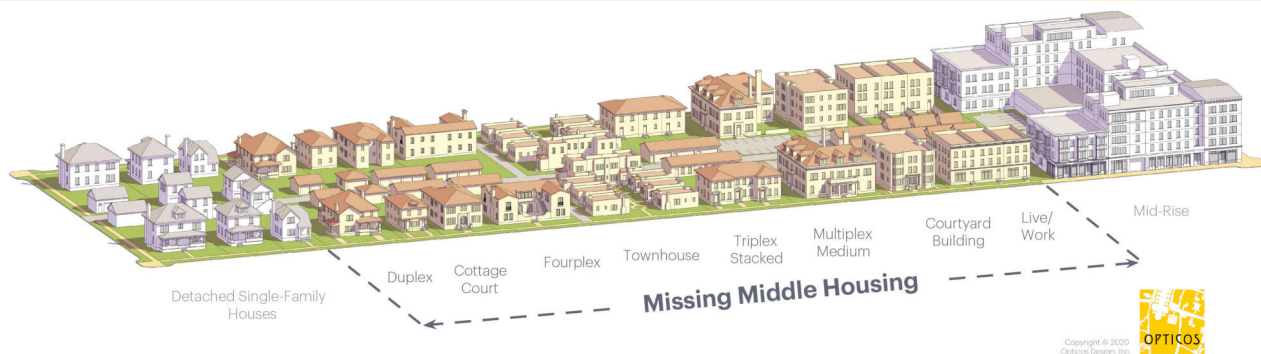 Detached Single-Family
Houses
Duplex
Cottage
Court
Fourplex
Townhouse
Triplex
Stacked
Multiplex
Medium
Courtyard
Building
Live/
Work
Mid-Rise
Missing Middle Housing
Copyright © 2020
Opticos Design, Inc.
OPTICOS